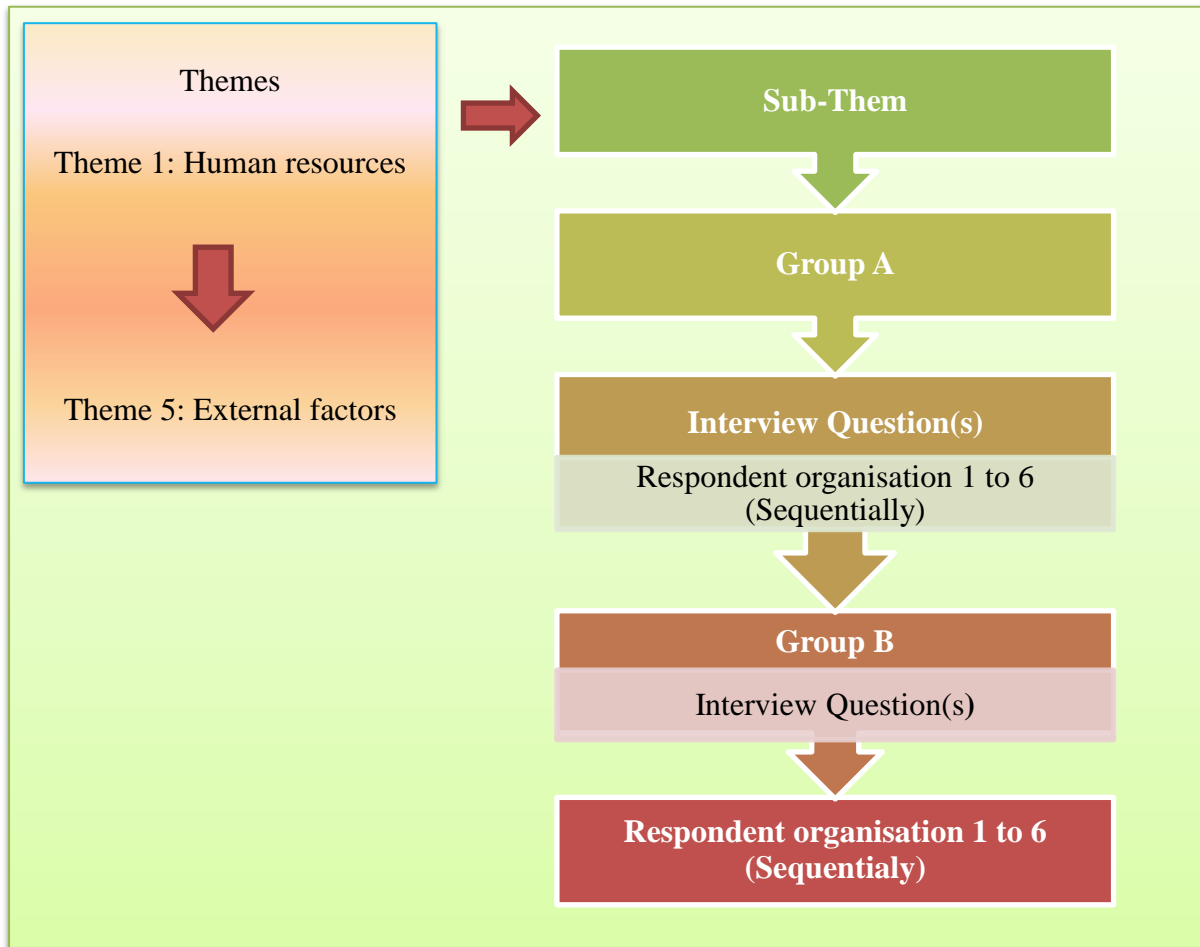 Themes
Theme 1: Human resources
Theme 5: External factors
Sub-Them
Group A
Interview Question(s)
Respondent organisation 1 to 6
(Sequentially)
Group B
Interview Question(s)
Respondent organisation 1 to 6
(Sequentialy)